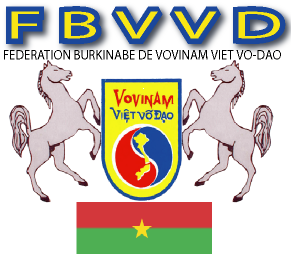 FBVVD
FEDERATION BURKINABE DE VOVINAM VIET VO-DAO
VOVINAM
VIỆT VÕ ĐẠO